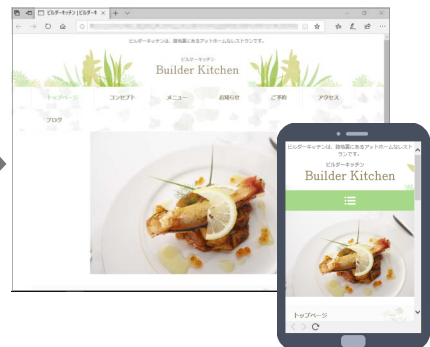 ビルダーキッチン | ビルダーキ
ビルダーキッチンは、路地裏にあるアットホームなレストランです。
ビルダーキッチン
Builder Kitchen
トップページ
コンセプト
メニュー
お知らせ
ご予約
アクセス
ブログ
ビルダーキッチンは、路地裏にあるアットホームなレスト
ランです。
ビルダーキッチン
Builder Kitchen
トップページ